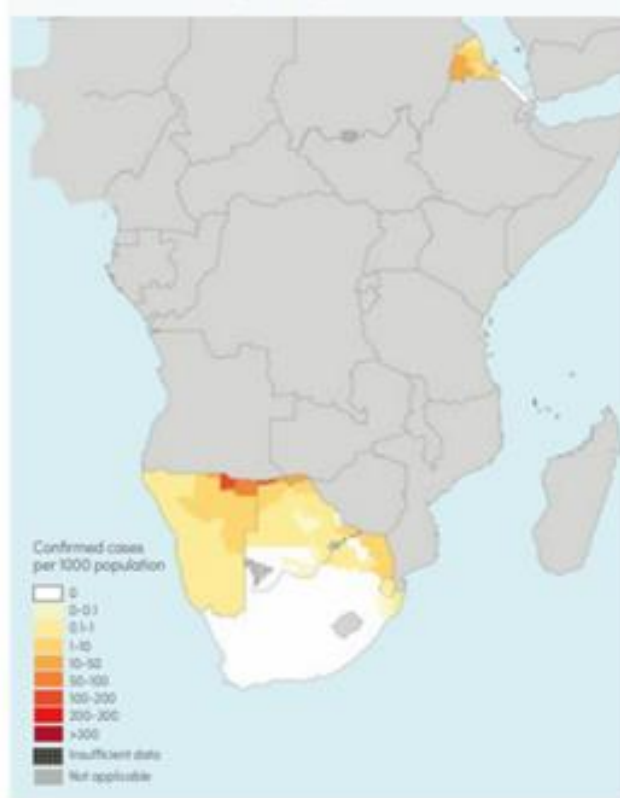 Confirmed cases
per 1000 population
0
0–0.1
0.1–1
1–10
10–50
50–100
100–200
200–300
>300
Insufficient data
Not applicable